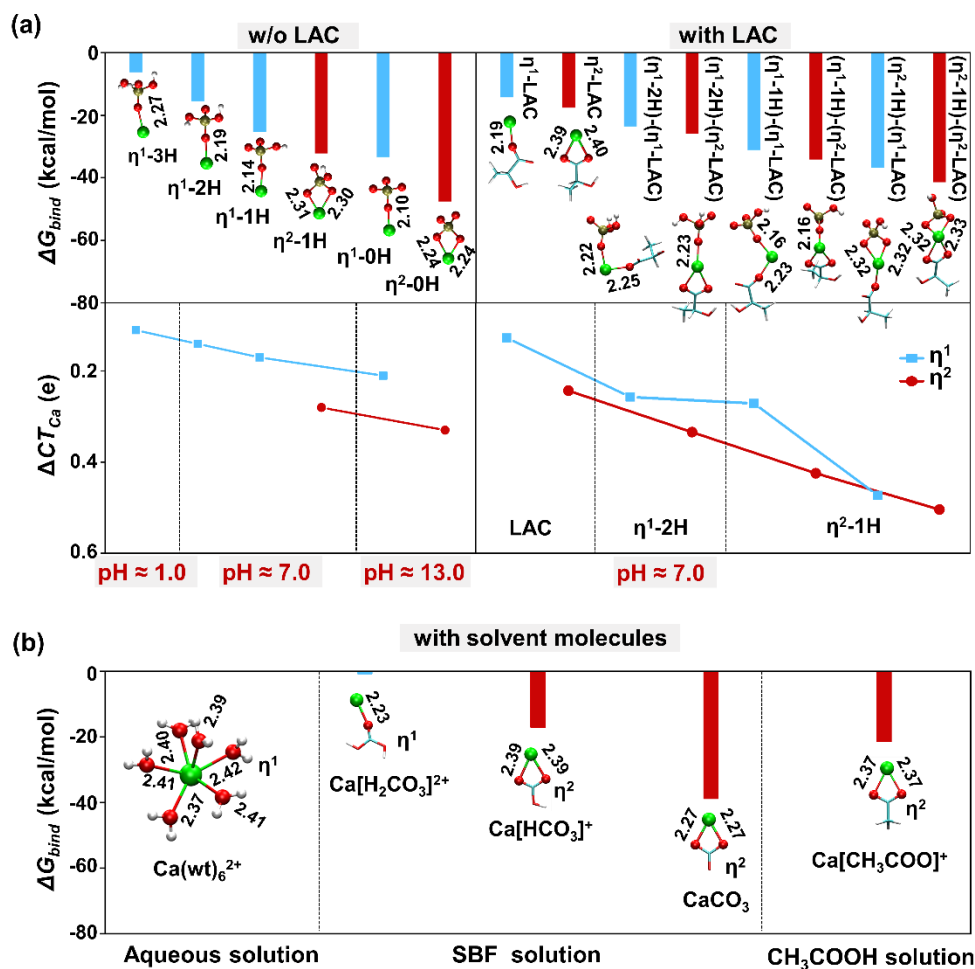 (a)
w/o LAC
with LAC
ΔG_bind (kcal/mol)
0
-20
-40
-60
-80
2.27
η¹-3H
2.19
η¹-2H
2.14
η¹-1H
2.31
2.30
η²-1H
2.10
η¹-0H
2.24
2.24
η²-0H
η¹-LAC
2.19
η²-LAC
2.39
2.40
(η¹-2H)-(η¹-LAC)
2.22
2.25
(η¹-2H)-(η²-LAC)
2.23
(η¹-1H)-(η¹-LAC)
2.16
2.23
(η¹-1H)-(η²-LAC)
2.16
(η²-1H)-(η¹-LAC)
2.32
2.32
(η²-1H)-(η²-LAC)
2.32
2.33
ΔCT_Ca (e)
0.2
0.4
0.6
η¹
η²
LAC
η¹-2H
η²-1H
pH ≈ 1.0
pH ≈ 7.0
pH ≈ 13.0
pH ≈ 7.0
(b)
with solvent molecules
ΔG_bind (kcal/mol)
0
-20
-40
-60
-80
2.39
2.40
2.41
2.42
2.37
2.41
η¹
Ca(wt)₆²⁺
2.23
η¹
Ca[H₂CO₃]²⁺
2.39
2.39
η²
Ca[HCO₃]⁺
2.27
2.27
η²
CaCO₃
2.37
2.37
η²
Ca[CH₃COO]⁺
Aqueous solution
SBF solution
CH₃COOH solution